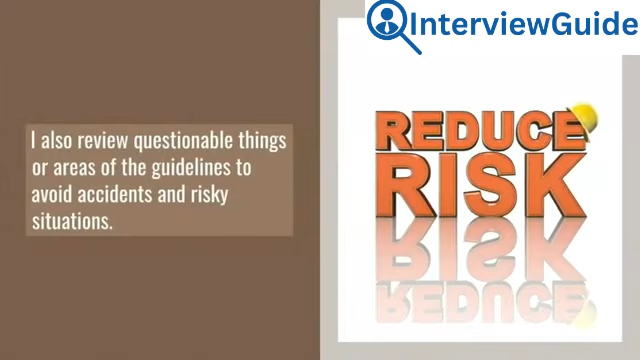 InterviewGuide
I also review questionable things
or areas of the guidelines to
avoid accidents and risky
situations.
REDUCE
RISK